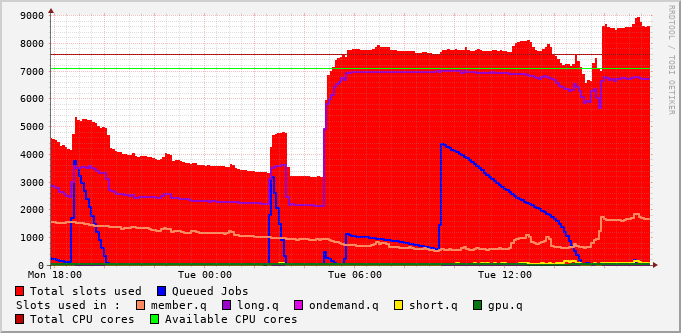 RRDTOOL / TOBI OETIKER
9000
8000
7000
6000
5000
4000
3000
2000
1000
0
Mon 18:00 Tue 00:00 Tue 06:00 Tue 12:00
Total slots used Queued Jobs
Slots used in : member.q long.q ondemand.q short.q gpu.q
Total CPU cores Available CPU cores